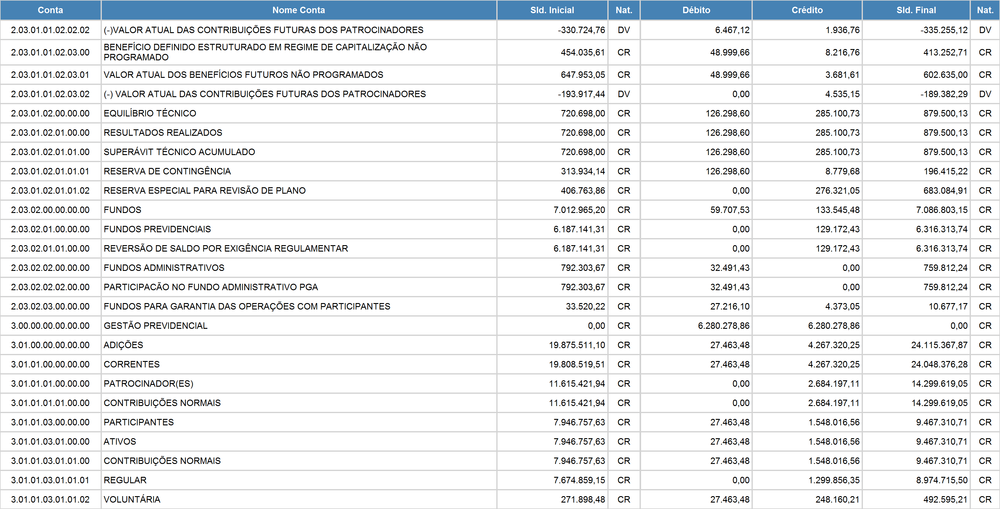 Conta Nome Conta Sld. Inicial Nat. Débito Crédito Sld. Final Nat.
2.03.01.01.02.02.02 (-)VALOR ATUAL DAS CONTRIBUIÇÕES FUTURAS DOS PATROCINADORES -330.724,76 DV 6.467,12 1.936,76 -335.255,12 DV
2.03.01.01.02.03.00 BENEFÍCIO DEFINIDO ESTRUTURADO EM REGIME DE CAPITALIZAÇÃO NÃO
PROGRAMADO 454.035,61 CR 48.999,66 8.216,76 413.252,71 CR
2.03.01.01.02.03.01 VALOR ATUAL DOS BENEFÍCIOS FUTUROS NÃO PROGRAMADOS 647.953,05 CR 48.999,66 3.681,61 602.635,00 CR
2.03.01.01.02.03.02 (-) VALOR ATUAL DAS CONTRIBUIÇÕES FUTURAS DOS PATROCINADORES -193.917,44 DV 0,00 4.535,15 -189.382,29 DV
2.03.01.02.00.00.00 EQUILÍBRIO TÉCNICO 720.698,00 CR 126.298,60 285.100,73 879.500,13 CR
2.03.01.02.01.00.00 RESULTADOS REALIZADOS 720.698,00 CR 126.298,60 285.100,73 879.500,13 CR
2.03.01.02.01.01.00 SUPERÁVIT TÉCNICO ACUMULADO 720.698,00 CR 126.298,60 285.100,73 879.500,13 CR
2.03.01.02.01.01.01 RESERVA DE CONTINGÊNCIA 313.934,14 CR 126.298,60 8.779,68 196.415,22 CR
2.03.01.02.01.01.02 RESERVA ESPECIAL PARA REVISÃO DE PLANO 406.763,86 CR 0,00 276.321,05 683.084,91 CR
2.03.02.00.00.00.00 FUNDOS 7.012.965,20 CR 59.707,53 133.545,48 7.086.803,15 CR
2.03.02.01.00.00.00 FUNDOS PREVIDENCIAIS 6.187.141,31 CR 0,00 129.172,43 6.316.313,74 CR
2.03.02.01.01.00.00 REVERSÃO DE SALDO POR EXIGÊNCIA REGULAMENTAR 6.187.141,31 CR 0,00 129.172,43 6.316.313,74 CR
2.03.02.02.00.00.00 FUNDOS ADMINISTRATIVOS 792.303,67 CR 32.491,43 0,00 759.812,24 CR
2.03.02.02.02.00.00 PARTICIPACÃO NO FUNDO ADMINISTRATIVO PGA 792.303,67 CR 32.491,43 0,00 759.812,24 CR
2.03.02.03.00.00.00 FUNDOS PARA GARANTIA DAS OPERAÇÕES COM PARTICIPANTES 33.520,22 CR 27.216,10 4.373,05 10.677,17 CR
3.00.00.00.00.00.00 GESTÃO PREVIDENCIAL 0,00 CR 6.280.278,86 6.280.278,86 0,00 CR
3.01.00.00.00.00.00 ADIÇÕES 19.875.511,10 CR 27.463,48 4.267.320,25 24.115.367,87 CR
3.01.01.00.00.00.00 CORRENTES 19.808.519,51 CR 27.463,48 4.267.320,25 24.048.376,28 CR
3.01.01.01.00.00.00 PATROCINADOR(ES) 11.615.421,94 CR 0,00 2.684.197,11 14.299.619,05 CR
3.01.01.01.01.00.00 CONTRIBUIÇÕES NORMAIS 11.615.421,94 CR 0,00 2.684.197,11 14.299.619,05 CR
3.01.01.03.00.00.00 PARTICIPANTES 7.946.757,63 CR 27.463,48 1.548.016,56 9.467.310,71 CR
3.01.01.03.01.00.00 ATIVOS 7.946.757,63 CR 27.463,48 1.548.016,56 9.467.310,71 CR
3.01.01.03.01.01.00 CONTRIBUIÇÕES NORMAIS 7.946.757,63 CR 27.463,48 1.548.016,56 9.467.310,71 CR
3.01.01.03.01.01.01 REGULAR 7.674.859,15 CR 0,00 1.299.856,35 8.974.715,50 CR
3.01.01.03.01.01.02 VOLUNTÁRIA 271.898,48 CR 27.463,48 248.160,21 492.595,21 CR